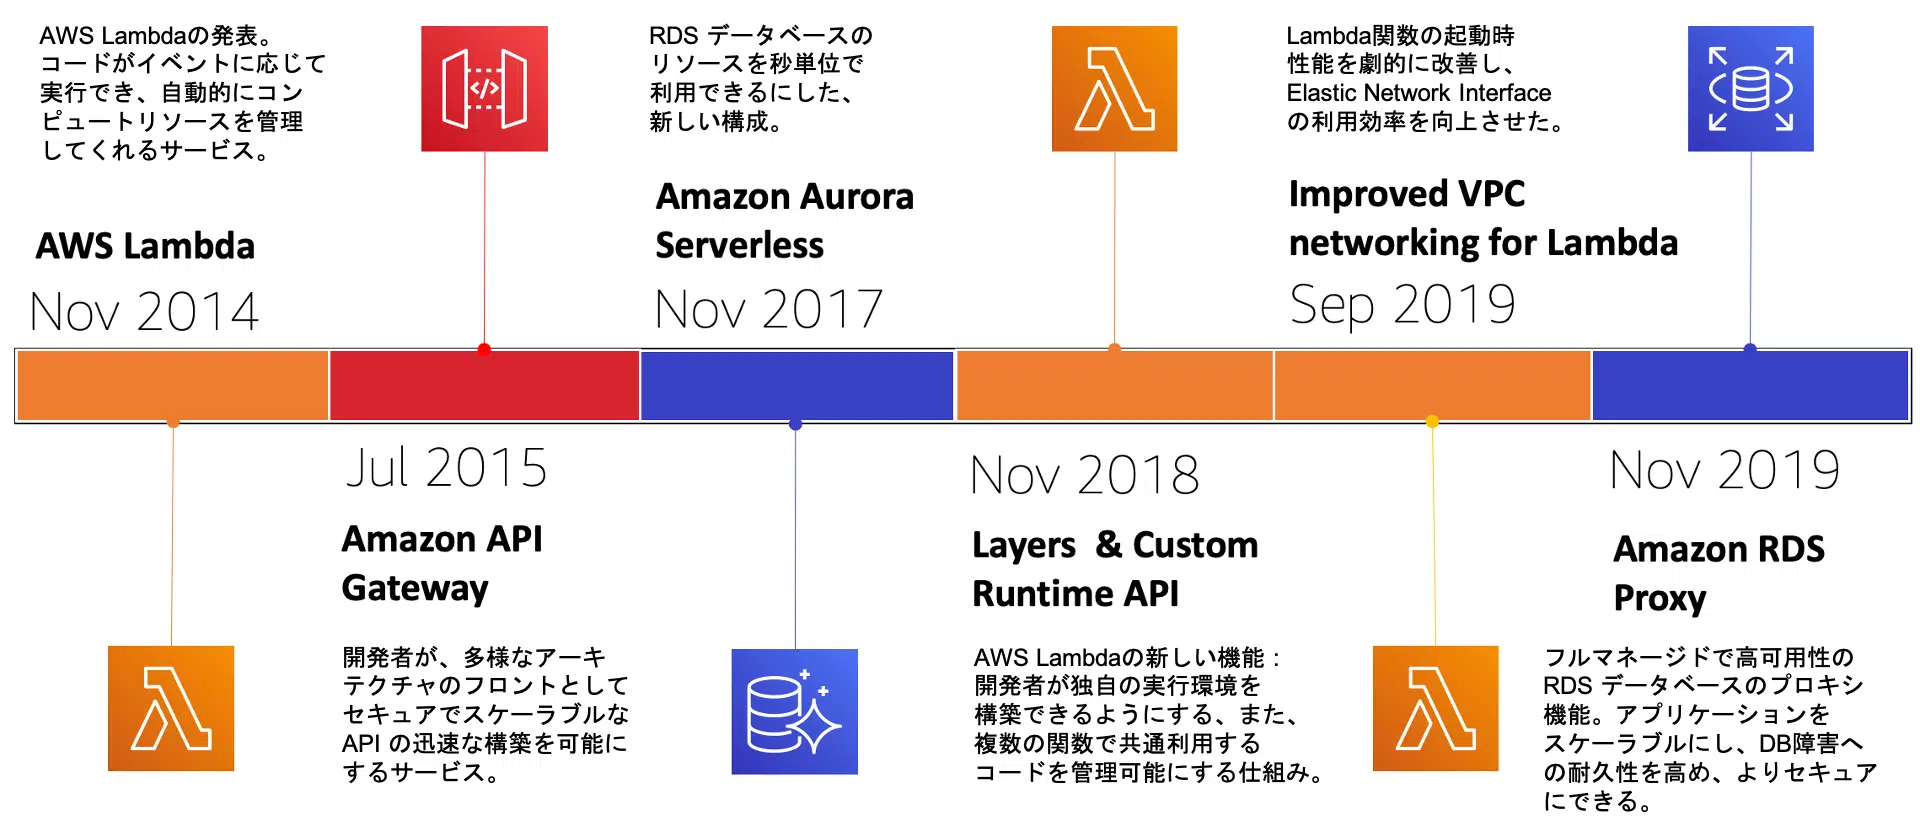 AWS Lambdaの発表。
コードがイベントに応じて
実行でき、自動的にコン
ピュートリソースを管理
してくれるサービス。
AWS Lambda
Nov 2014
Jul 2015
Amazon API
Gateway
開発者が、多様なアーキ
テクチャのフロントとして
セキュアでスケーラブルな
API の迅速な構築を可能に
するサービス。
</>
RDS データベースの
リソースを秒単位で
利用できるにした、
新しい構成。
Amazon Aurora
Serverless
Nov 2017
Nov 2018
Layers & Custom
Runtime API
AWS Lambdaの新しい機能：
開発者が独自の実行環境を
構築できるようにする、また、
複数の関数で共通利用する
コードを管理可能にする仕組み。
Lambda関数の起動時
性能を劇的に改善し、
Elastic Network Interface
の利用効率を向上させた。
Improved VPC
networking for Lambda
Sep 2019
Nov 2019
Amazon RDS
Proxy
フルマネージドで高可用性の
RDS データベースのプロキシ
機能。アプリケーションを
スケーラブルにし、DB障害へ
の耐久性を高め、よりセキュア
にできる。